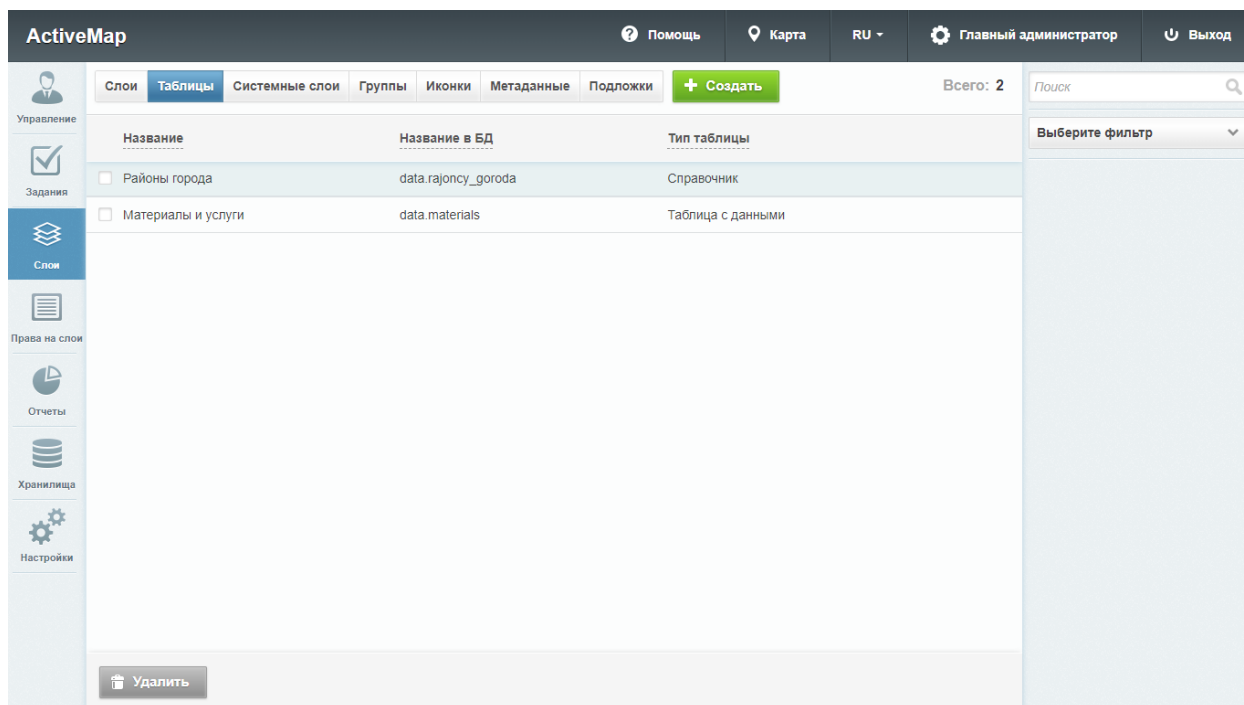 ActiveMap
Помощь
Карта
RU
Главный администратор
Выход
Управление
Задания
Слои
Права на слои
Отчеты
Хранилища
Настройки
Слои Таблицы Системные слои Группы Иконки Метаданные Подложки Создать Всего: 2
Название Название в БД Тип таблицы
Районы города data.rajoncy_goroda Справочник
Материалы и услуги data.materials Таблица с данными
Удалить
Поиск
Выберите фильтр